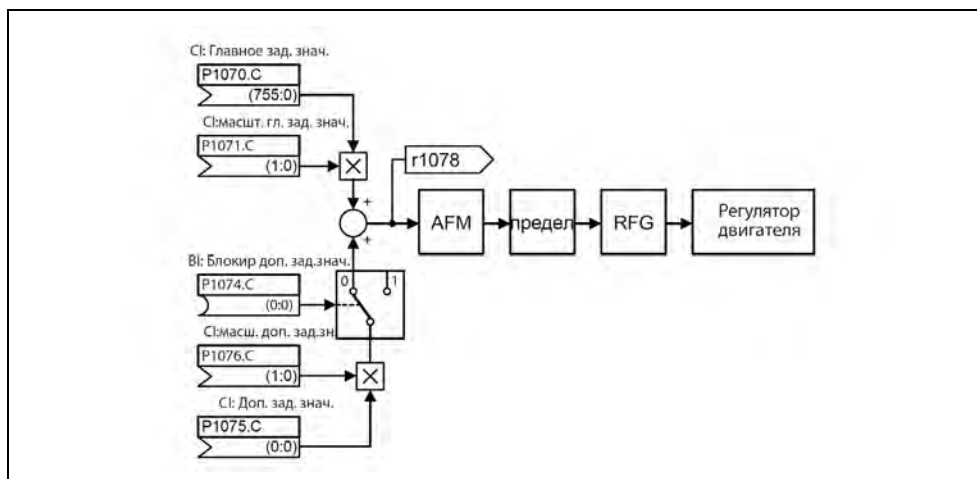 CI: Главное зад. знач.
P1070.C
(755:0)
CI:масшт. гл. зад. знач.
P1071.C
(1:0)
r1078
+
+
AFM
предел
RFG
Регулятор
двигателя
BI: Блокир доп. зад.знач.
P1074.C
(0:0)
0
1
CI:масш. доп. зад.зн
P1076.C
(1:0)
CI: Доп. зад. знач.
P1075.C
(0:0)